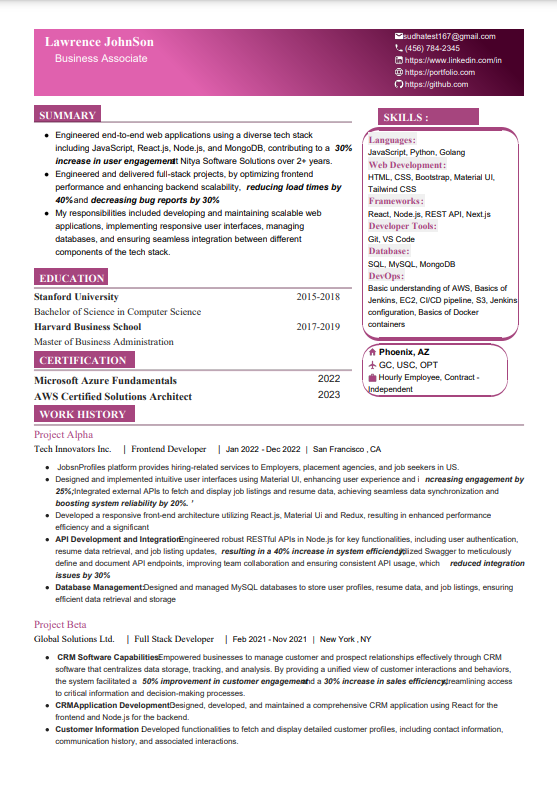 Lawrence JohnSon
Business Associate
sudhatest167@gmail.com
(456) 784-2345
https://www.linkedin.com/in
https://portfolio.com
https://github.com
SUMMARY
● Engineered end-to-end web applications using a diverse tech stack
including JavaScript, React.js, Node.js, and MongoDB, contributing to a 30%
increase in user engagement at Nitya Software Solutions over 2+ years.
● Engineered and delivered full-stack projects, by optimizing frontend
performance and enhancing backend scalability, reducing load times by
40% and decreasing bug reports by 30%
● My responsibilities included developing and maintaining scalable web
applications, implementing responsive user interfaces, managing
databases, and ensuring seamless integration between different
components of the tech stack.
EDUCATION
Stanford University 2015-2018
Bachelor of Science in Computer Science
Harvard Business School 2017-2019
Master of Business Administration
CERTIFICATION
Microsoft Azure Fundamentals 2022
AWS Certified Solutions Architect 2023
SKILLS :
Languages:
JavaScript, Python, Golang
Web Development:
HTML, CSS, Bootstrap, Material UI,
Tailwind CSS
Frameworks:
React, Node.js, REST API, Next.js
Developer Tools:
Git, VS Code
Database:
SQL, MySQL, MongoDB
DevOps:
Basic understanding of AWS, Basics of
Jenkins, EC2, CI/CD pipeline, S3, Jenkins
configuration, Basics of Docker
containers
Phoenix, AZ
GC, USC, OPT
Hourly Employee, Contract -
Independent
WORK HISTORY
Project Alpha
Tech Innovators Inc. | Frontend Developer | Jan 2022 - Dec 2022 | San Francisco , CA
● JobsnProfiles platform provides hiring-related services to Employers, placement agencies, and job seekers in US.
● Designed and implemented intuitive user interfaces using Material UI, enhancing user experience and i ncreasing engagement by
25%; Integrated external APIs to fetch and display job listings and resume data, achieving seamless data synchronization and
boosting system reliability by 20%. '
● Developed a responsive front-end architecture utilizing React.js, Material Ui and Redux, resulting in enhanced performance
efficiency and a significant
● API Development and Integration: Engineered robust RESTful APIs in Node.js for key functionalities, including user authentication,
resume data retrieval, and job listing updates, resulting in a 40% increase in system efficiency; Utilized Swagger to meticulously
define and document API endpoints, improving team collaboration and ensuring consistent API usage, which reduced integration
issues by 30%
● Database Management: Designed and managed MySQL databases to store user profiles, resume data, and job listings, ensuring
efficient data retrieval and storage
Project Beta
Global Solutions Ltd. | Full Stack Developer | Feb 2021 - Nov 2021 | New York , NY
● CRM Software Capabilities: Empowered businesses to manage customer and prospect relationships effectively through CRM
software that centralizes data storage, tracking, and analysis. By providing a unified view of customer interactions and behaviors,
the system facilitated a 50% improvement in customer engagement and a 30% increase in sales efficiency, streamlining access
to critical information and decision-making processes.
● CRMApplication Development: Designed, developed, and maintained a comprehensive CRM application using React for the
frontend and Node.js for the backend.
● Customer Information Developed functionalities to fetch and display detailed customer profiles, including contact information,
communication history, and associated interactions.